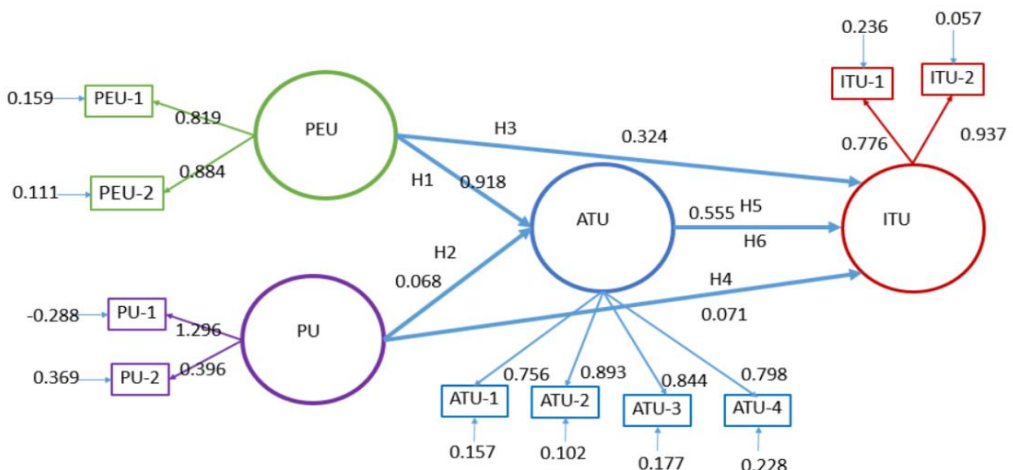 0.236
0.057
ITU-1
ITU-2
0.776
0.937
0.159
PEU-1
0.819
PEU
H3
0.324
0.884
0.111
PEU-2
H1
0.918
ATU
0.555
H5
H6
ITU
H2
0.068
H4
0.071
-0.288
PU-1
1.296
PU
0.369
PU-2
0.396
0.756
0.893
0.844
0.798
ATU-1
ATU-2
ATU-3
ATU-4
0.157
0.102
0.177
0.228